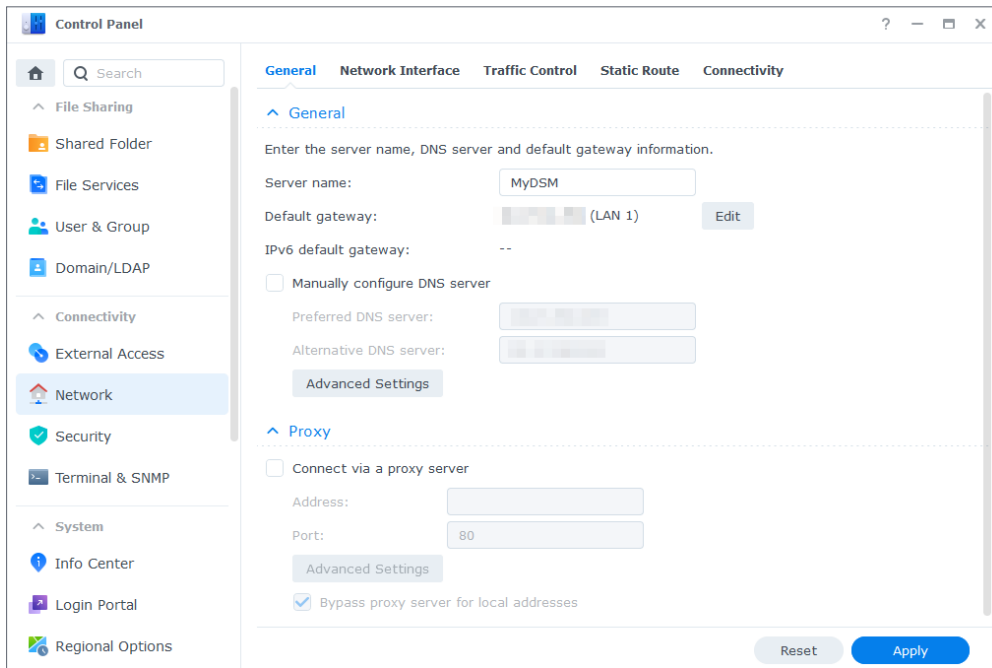 Control Panel
Search
File Sharing
Shared Folder
File Services
User & Group
Domain/LDAP
Connectivity
External Access
Network
Security
Terminal & SNMP
System
Info Center
Login Portal
Regional Options
General Network Interface Traffic Control Static Route Connectivity
General
Enter the server name, DNS server and default gateway information.
Server name: MyDSM
Default gateway: (LAN 1) Edit
IPv6 default gateway: --
Manually configure DNS server
Preferred DNS server:
Alternative DNS server:
Advanced Settings
Proxy
Connect via a proxy server
Address:
Port: 80
Advanced Settings
Bypass proxy server for local addresses
Reset Apply